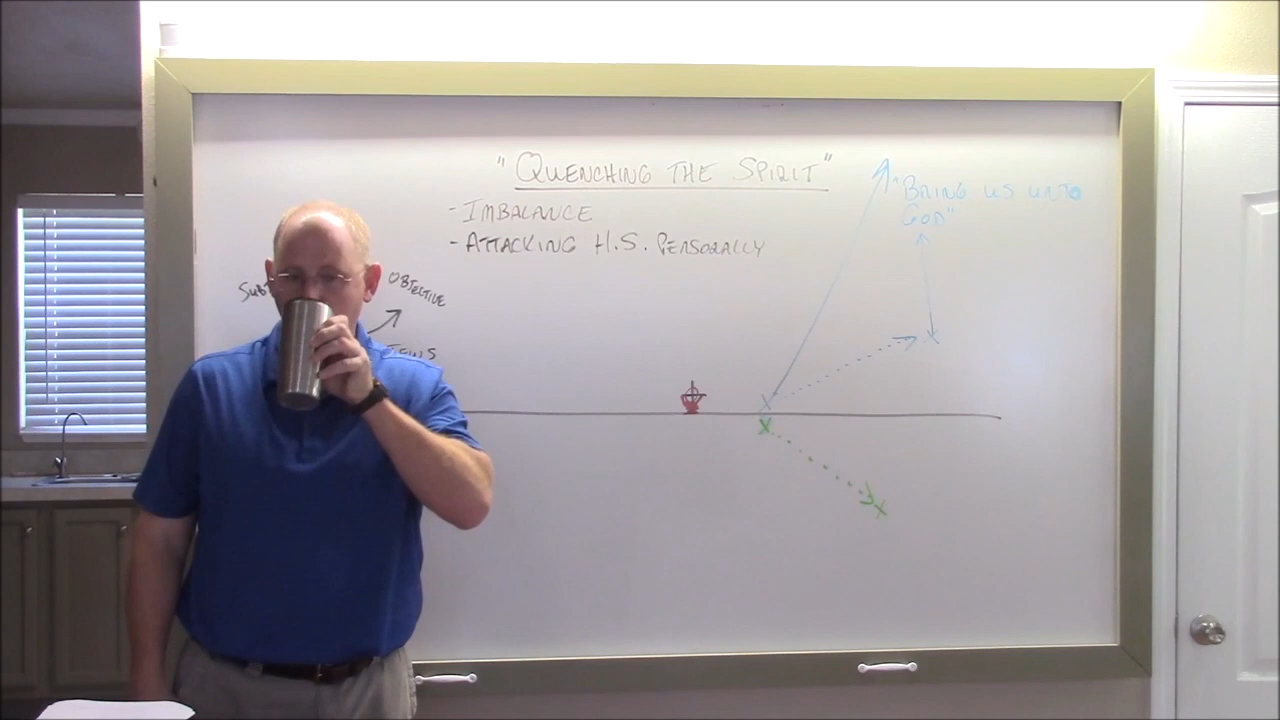 "QUENCHING THE SPIRIT"
- IMBALANCE
- ATTACKING H.S. PERSONALLY
"BRING US UNTO
GOD"
OBJECTIVE